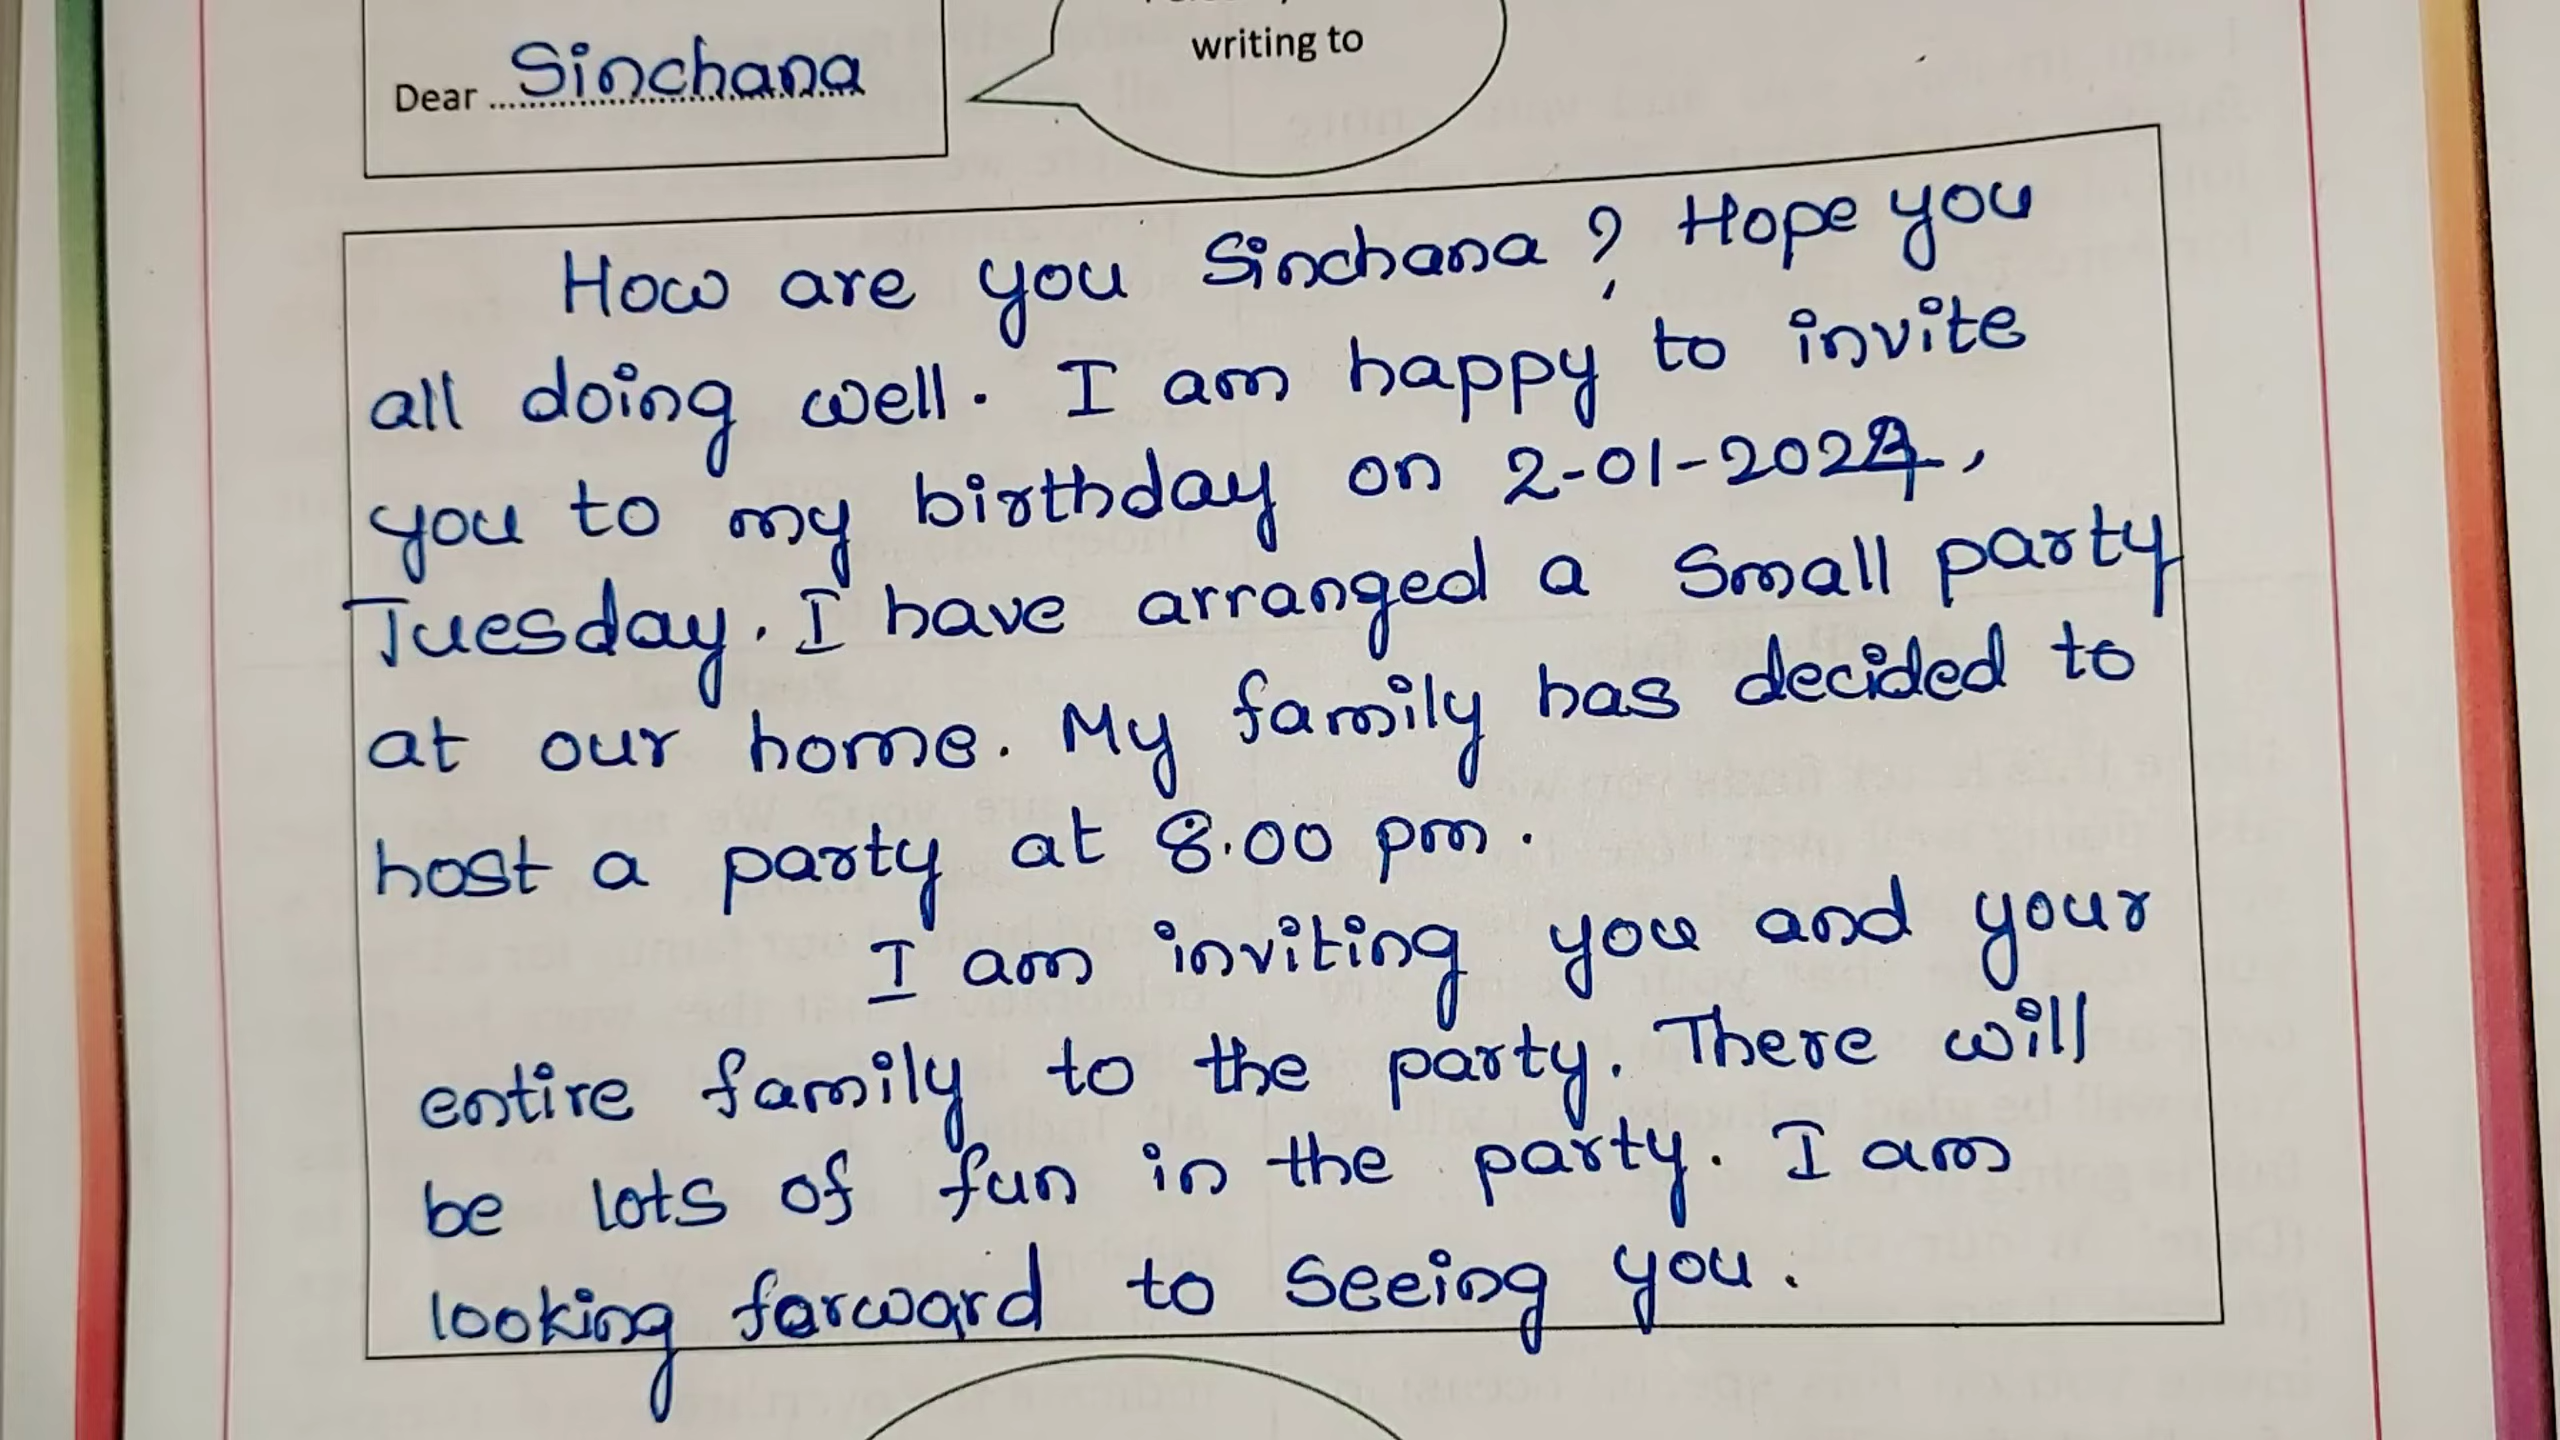 writing to
Dear Sinchana
How are you Sinchana? Hope you
all doing well. I am happy to invite
you to my birthday on 2-01-2024,
Tuesday. I have arranged a small party
at our home. My family has decided to
host a party at 8.00 pm.
I am inviting you and your
entire family to the party. There will
be lots of fun in the party. I am
looking forward to seeing you.